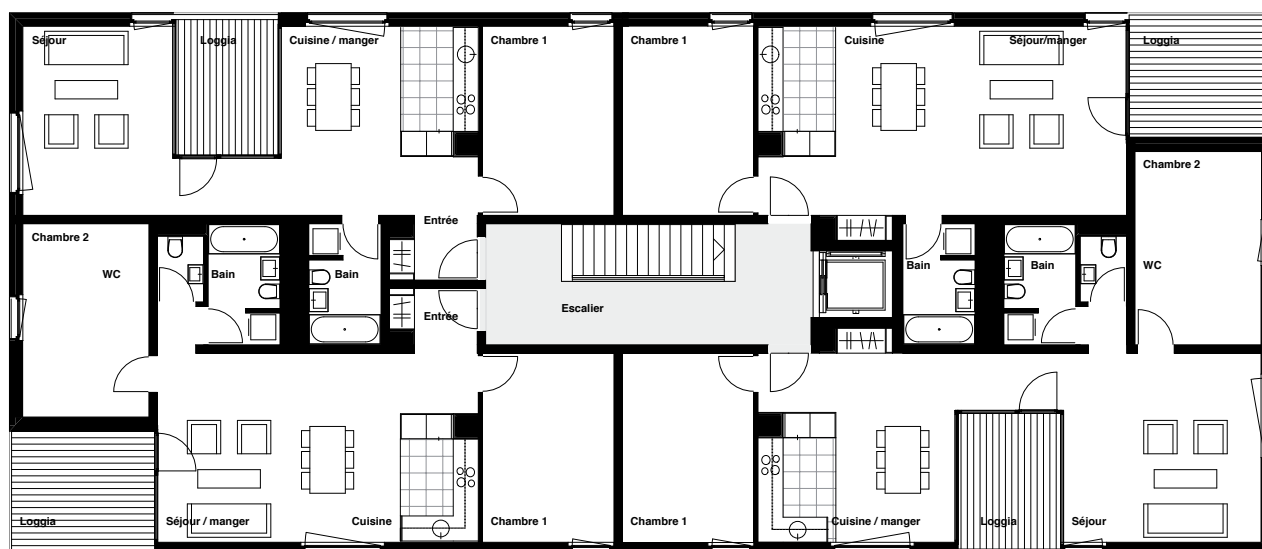 Séjour
Loggia
Cuisine / manger
Chambre 1
Chambre 1
Cuisine
Séjour/manger
Loggia
Chambre 2
Entrée
Chambre 2
WC
Bain
Bain
Bain
Bain
WC
Escalier
Entrée
Loggia
Séjour / manger
Cuisine
Chambre 1
Chambre 1
Cuisine / manger
Loggia
Séjour